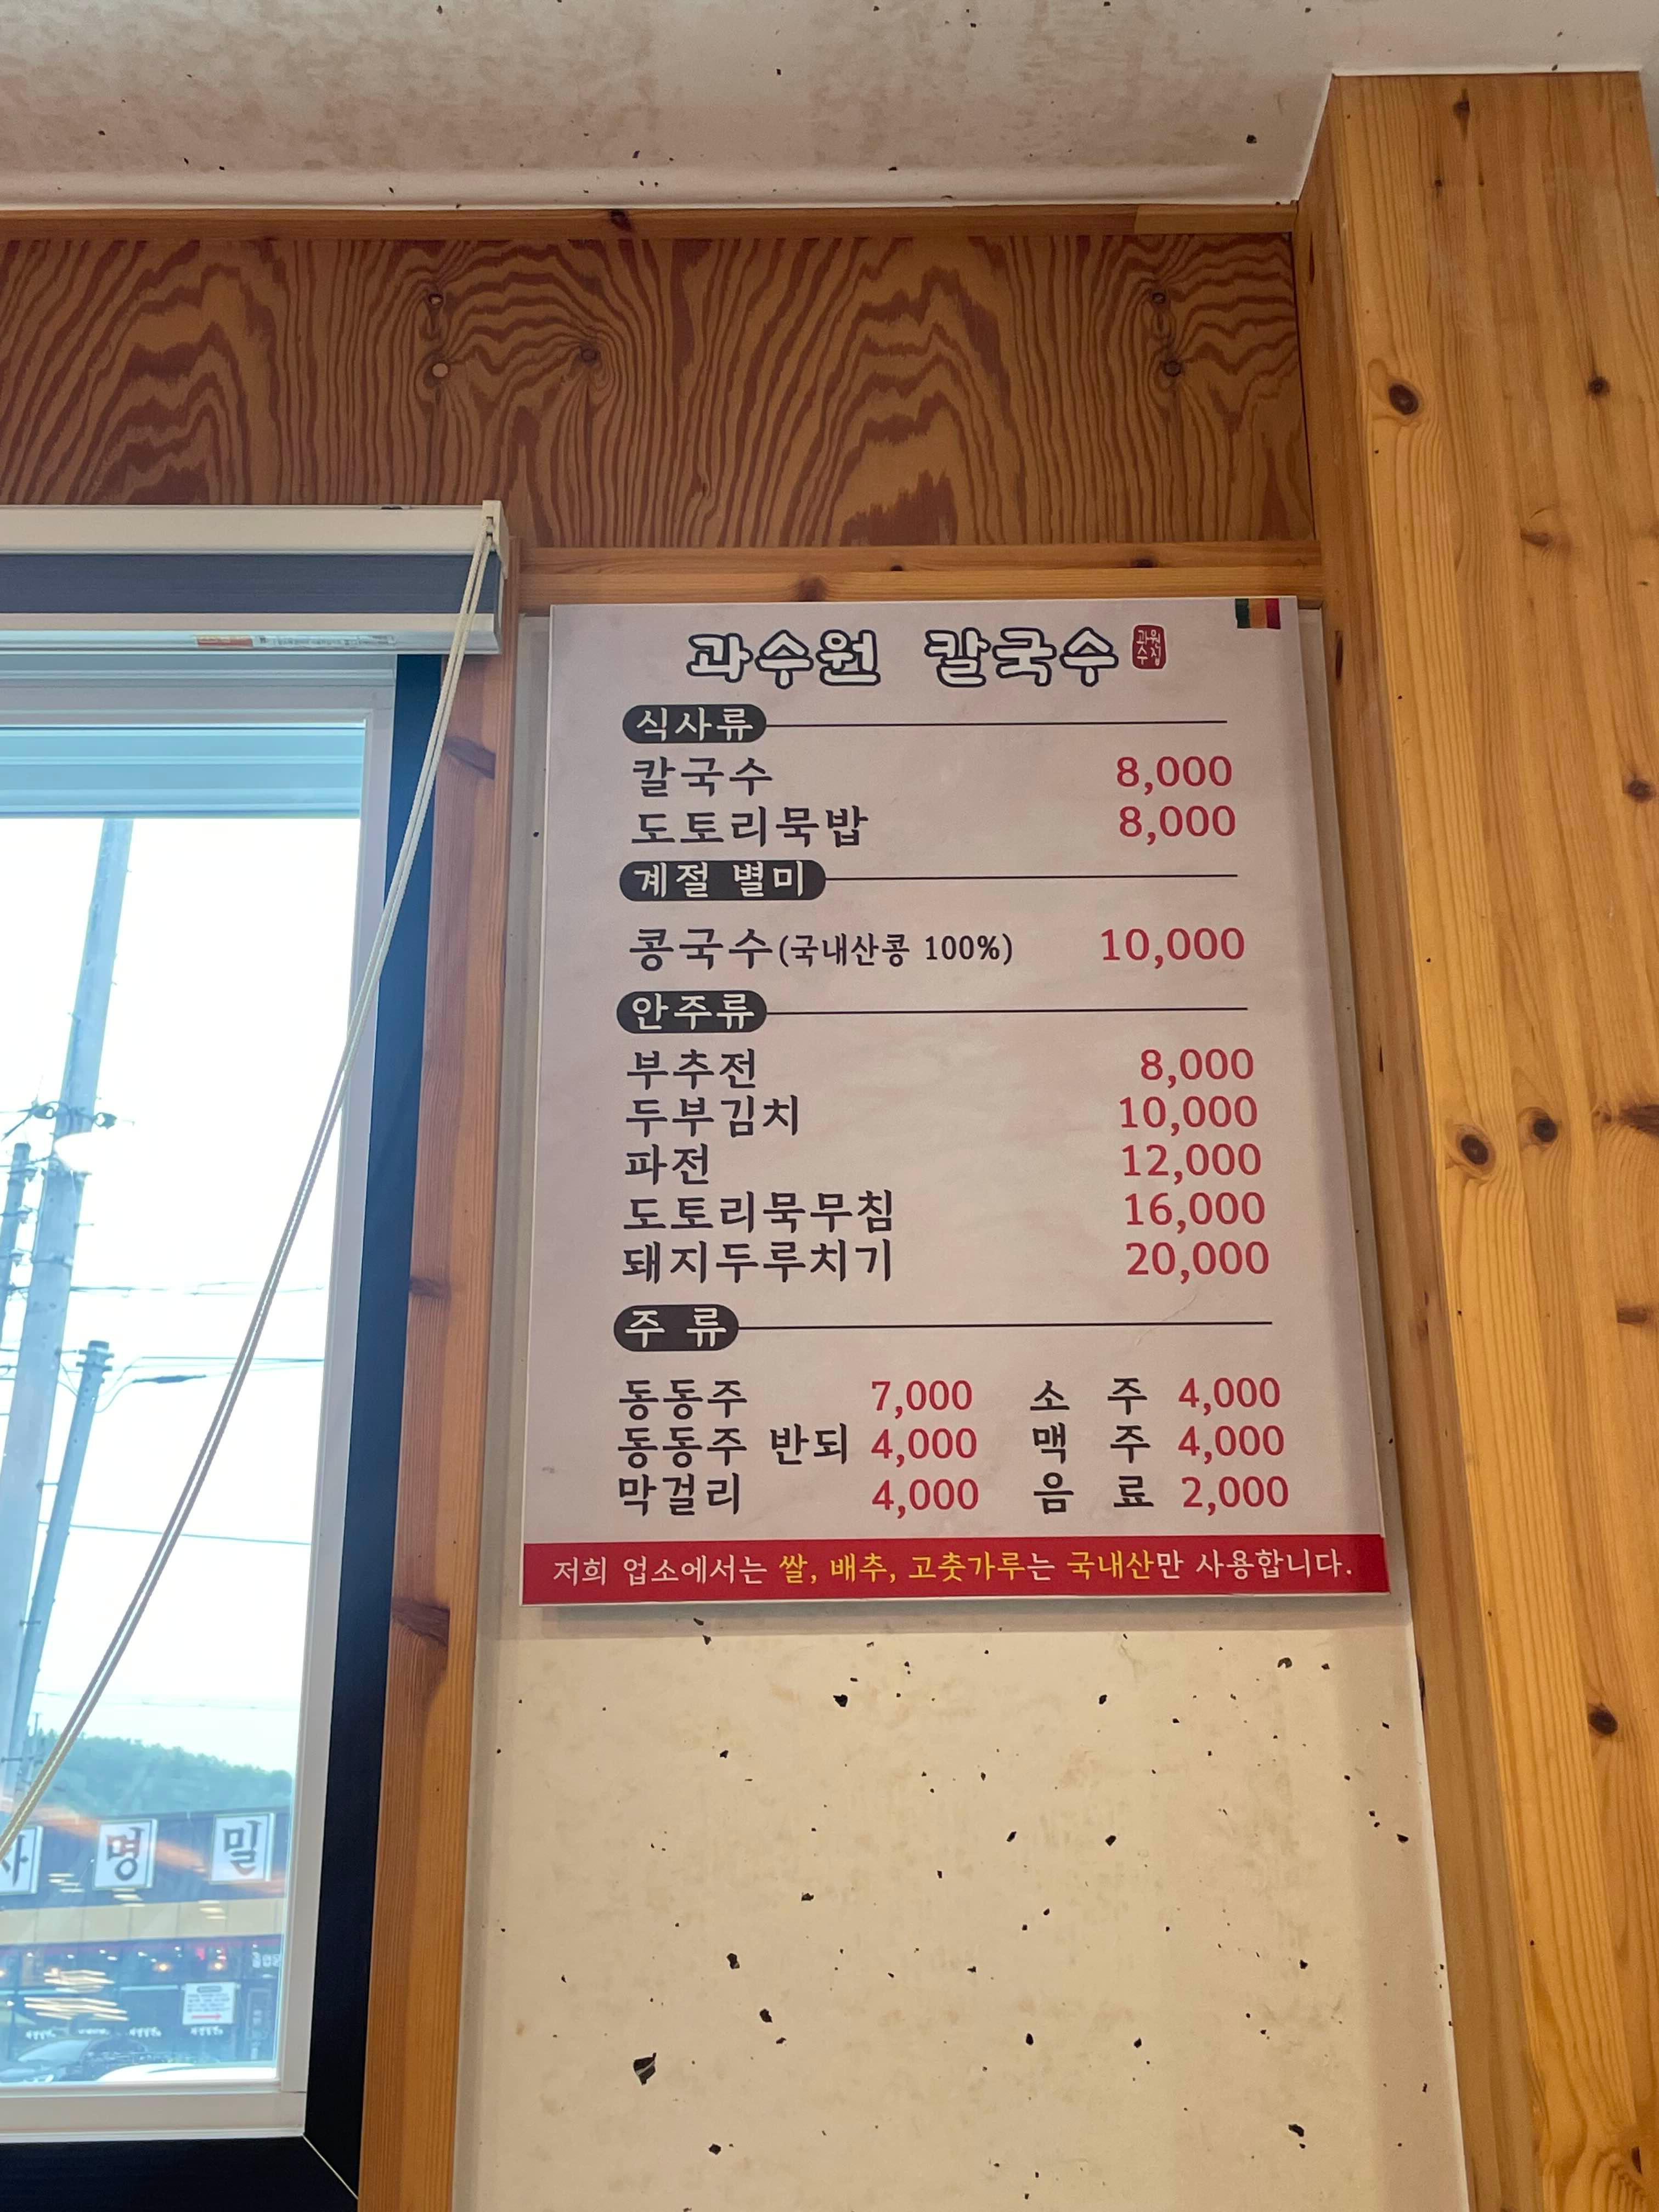 과수원 칼국수 과수원집
식사류
칼국수 8,000
도토리묵밥 8,000
계절 별미
콩국수(국내산콩 100%) 10,000
안주류
부추전 8,000
두부김치 10,000
파전 12,000
도토리묵무침 16,000
돼지두루치기 20,000
주 류
동동주 7,000 소 주 4,000
동동주 반되 4,000 맥 주 4,000
막걸리 4,000 음 료 2,000
저희 업소에서는 쌀, 배추, 고춧가루는 국내산만 사용합니다.
사 명 밀